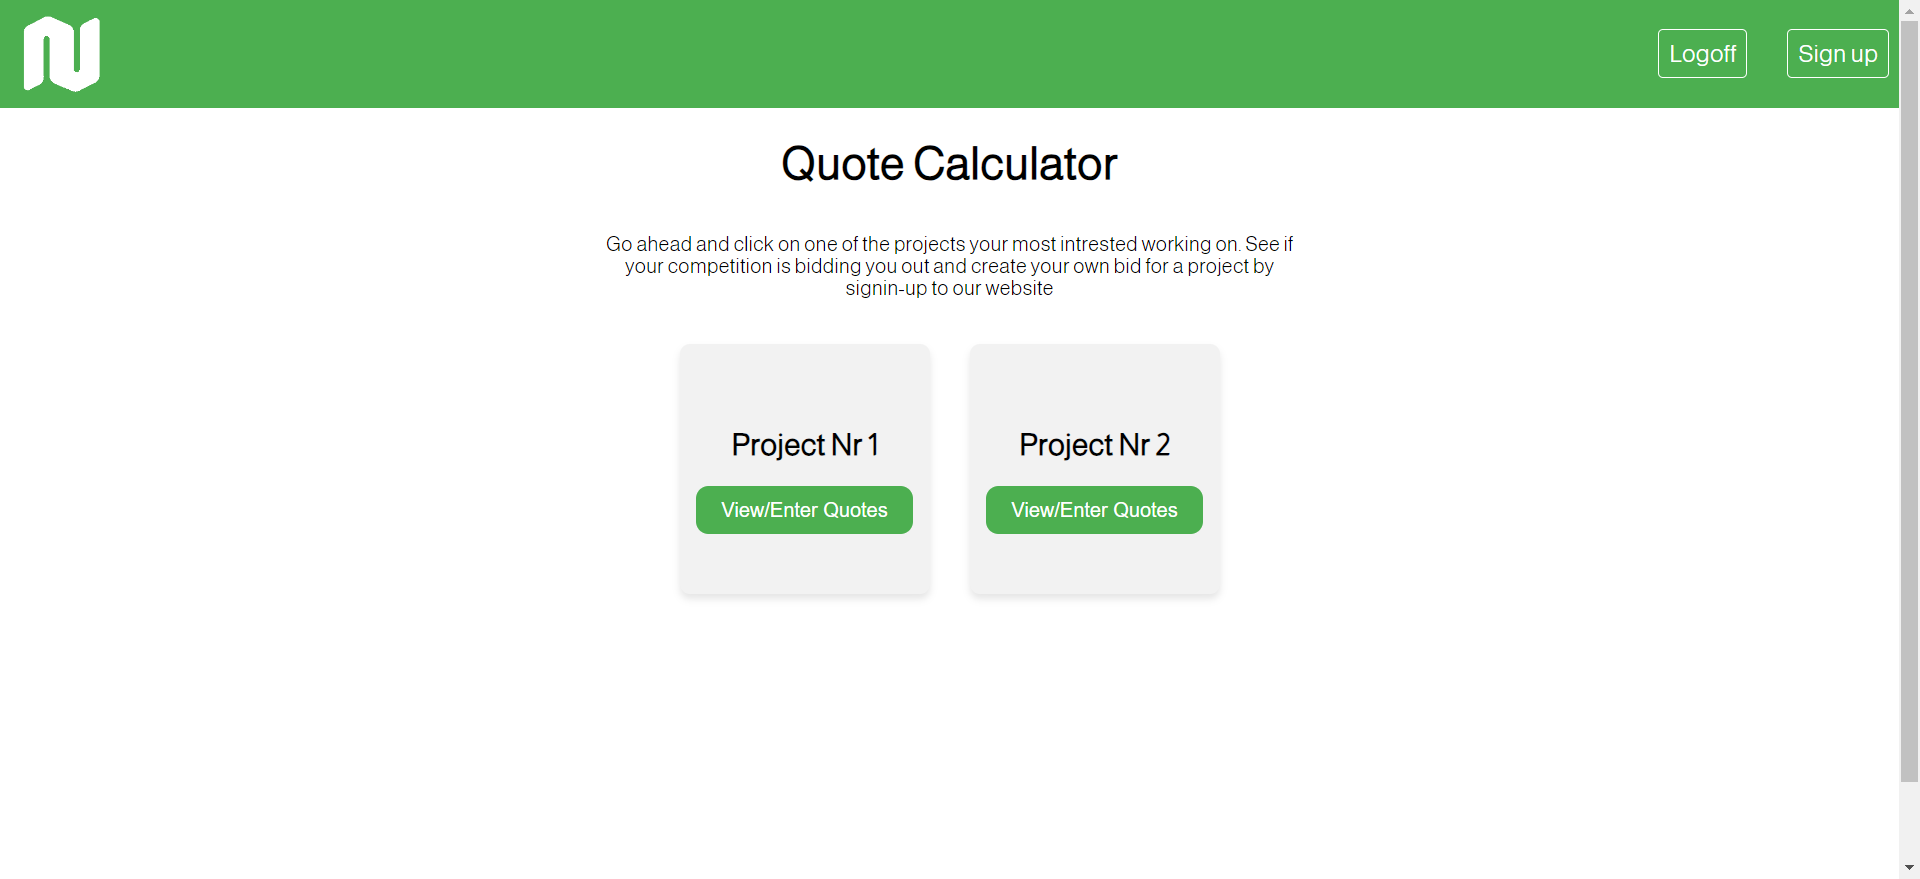 Logoff
Sign up
Quote Calculator
Go ahead and click on one of the projects your most intrested working on. See if
your competition is bidding you out and create your own bid for a project by
signin-up to our website
Project Nr 1
Project Nr 2
View/Enter Quotes
View/Enter Quotes